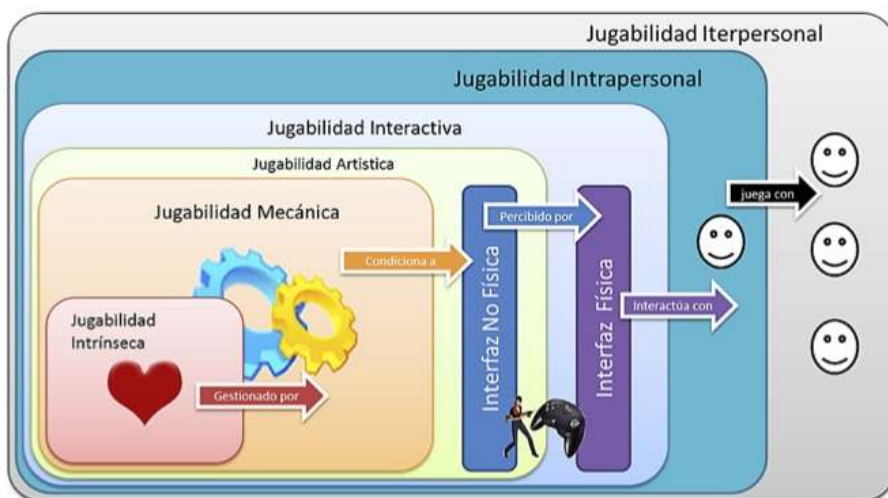 Jugabilidad Iterpersonal
Jugabilidad Intrapersonal
Jugabilidad Interactiva
Jugabilidad Artística
Jugabilidad Mecánica
Jugabilidad
Intrínseca
Gestionado por
Condiciona a
Interfaz No Física
Percibido por
Interfaz Física
Interactúa con
juega con